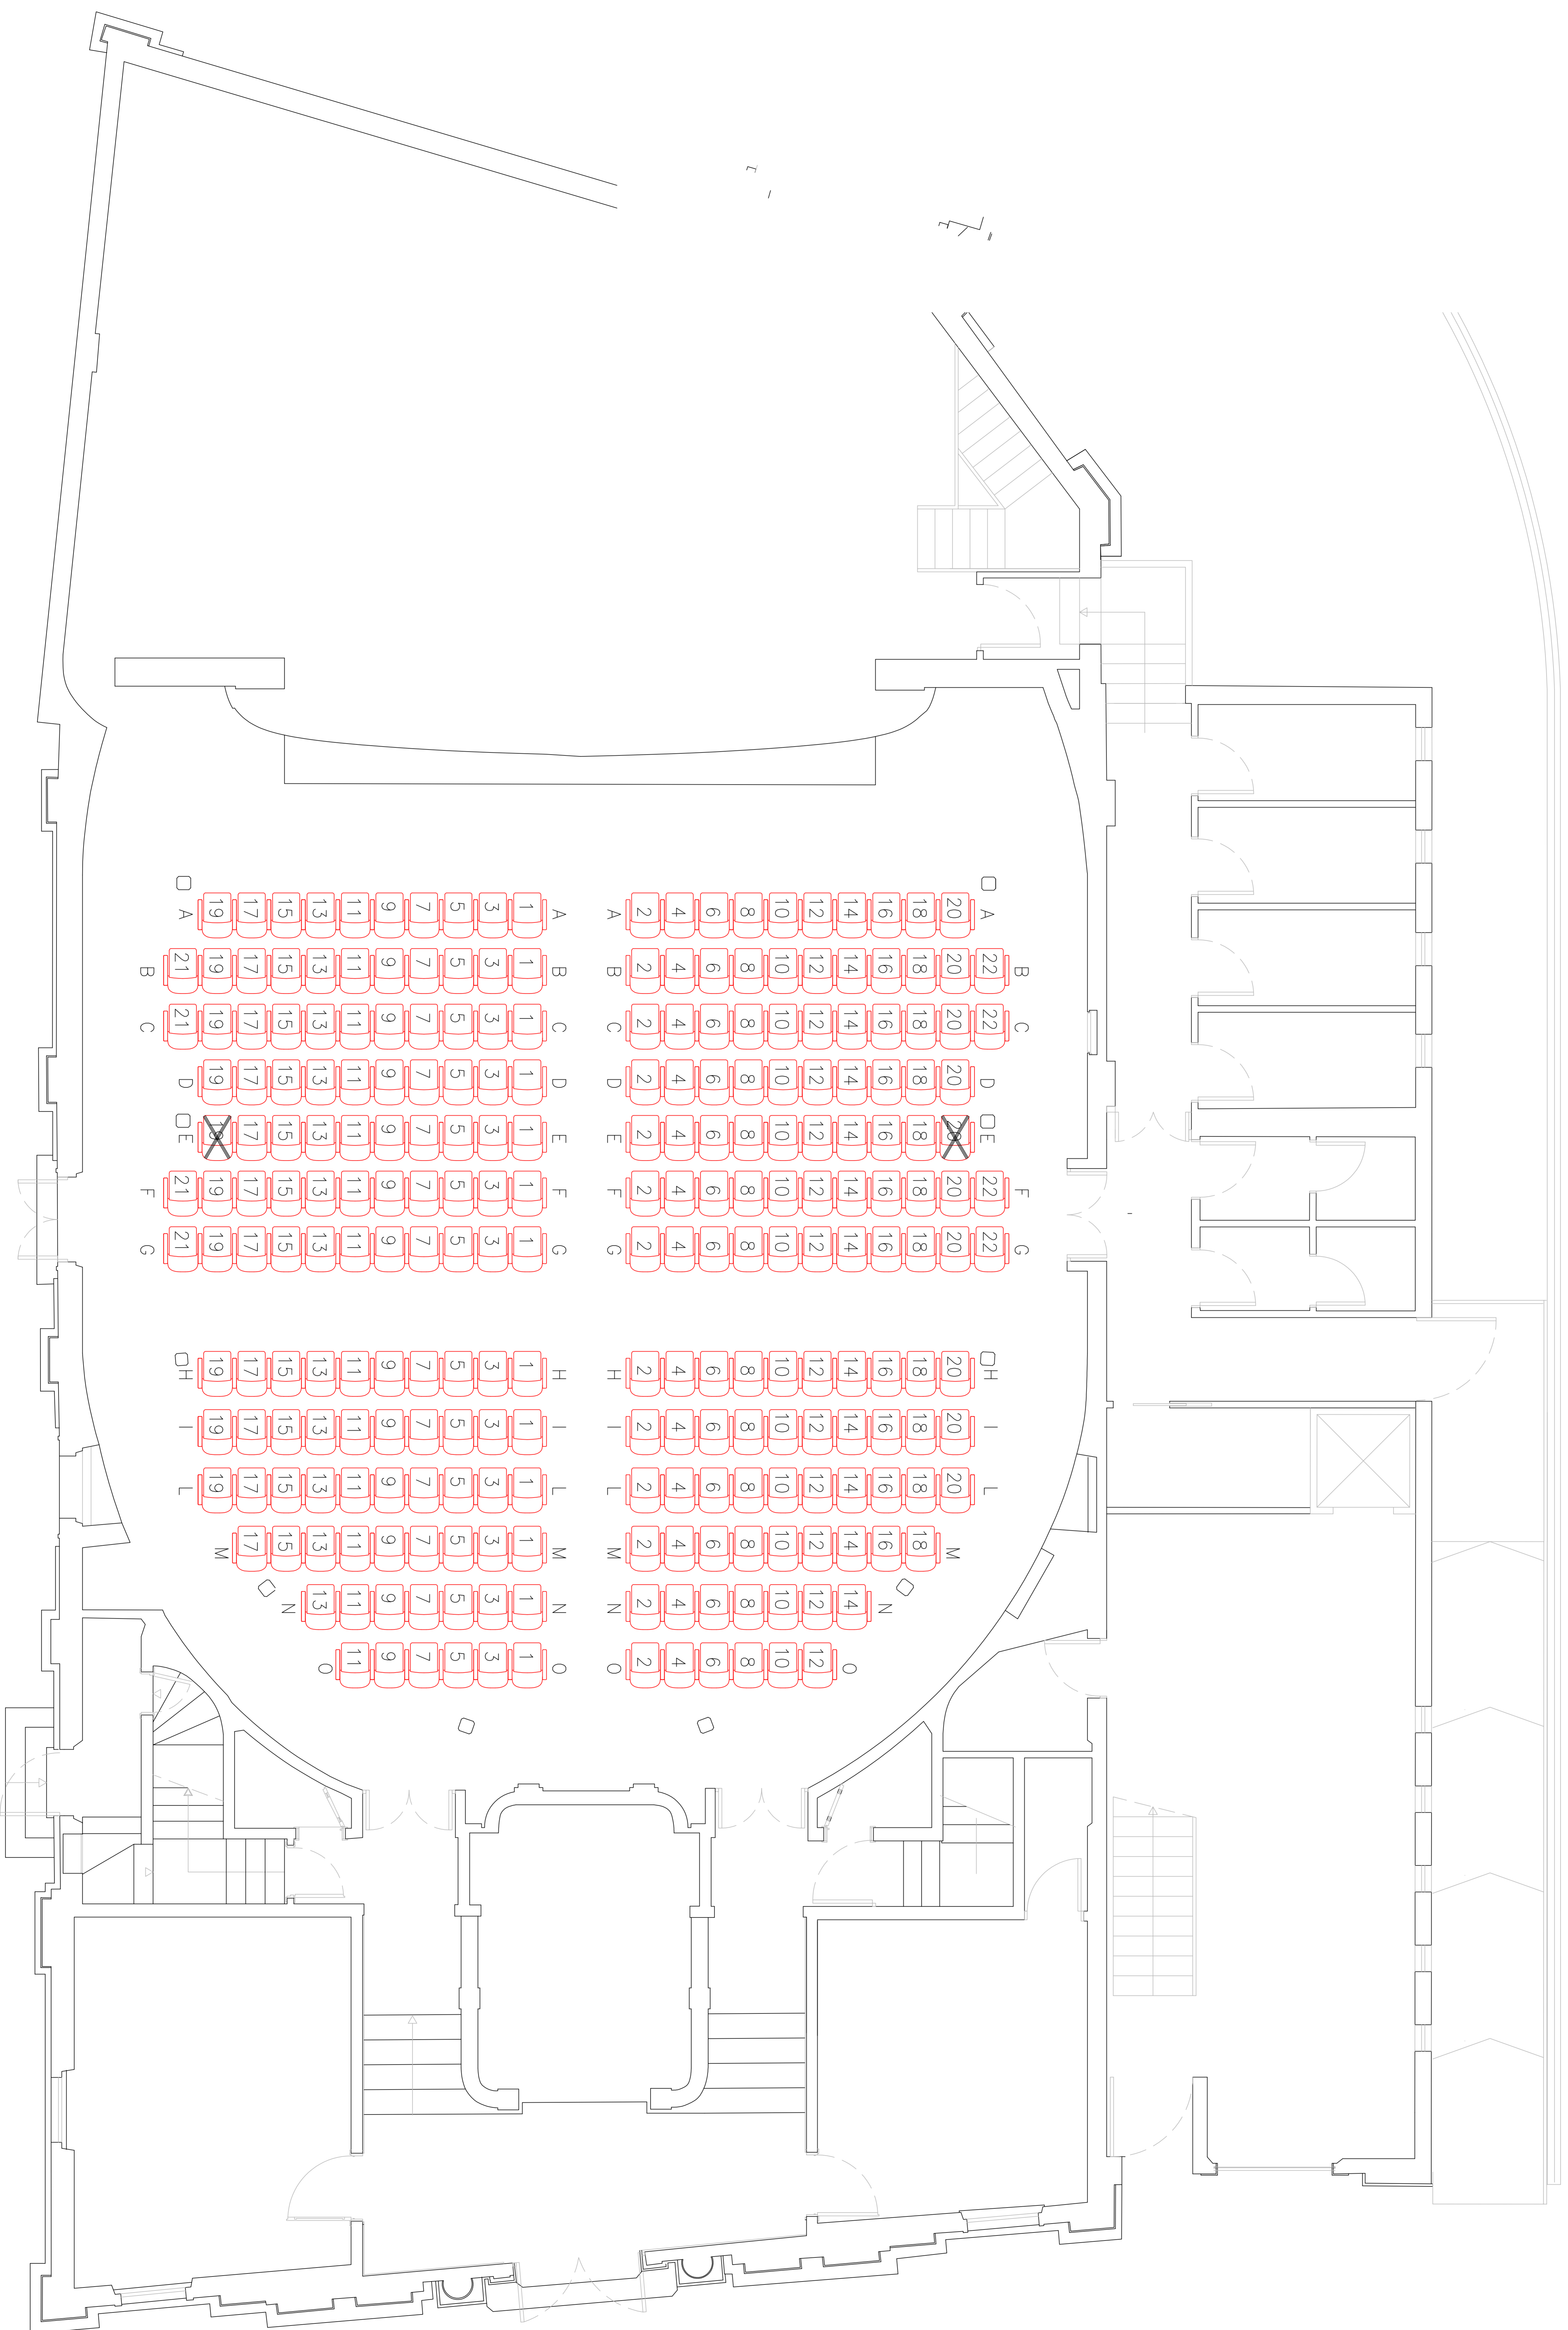 A 19 17 15 13 11 9 7 5 3 1 A A 2 4 6 8 10 12 14 16 18 20 A
B 21 19 17 15 13 11 9 7 5 3 1 B B 2 4 6 8 10 12 14 16 18 20 22 B
C 21 19 17 15 13 11 9 7 5 3 1 C C 2 4 6 8 10 12 14 16 18 20 22 C
D 19 17 15 13 11 9 7 5 3 1 D D 2 4 6 8 10 12 14 16 18 20 D
E 19 17 15 13 11 9 7 5 3 1 E E 2 4 6 8 10 12 14 16 18 20 E
F 21 19 17 15 13 11 9 7 5 3 1 F F 2 4 6 8 10 12 14 16 18 20 22 F
G 21 19 17 15 13 11 9 7 5 3 1 G G 2 4 6 8 10 12 14 16 18 20 22 G
H 19 17 15 13 11 9 7 5 3 1 H H 2 4 6 8 10 12 14 16 18 20 H
I 19 17 15 13 11 9 7 5 3 1 I I 2 4 6 8 10 12 14 16 18 20 I
L 19 17 15 13 11 9 7 5 3 1 L L 2 4 6 8 10 12 14 16 18 20 L
M 17 15 13 11 9 7 5 3 1 M M 2 4 6 8 10 12 14 16 18 M
N 13 11 9 7 5 3 1 N N 2 4 6 8 10 12 14 N
O 11 9 7 5 3 1 O O 2 4 6 8 10 12 O